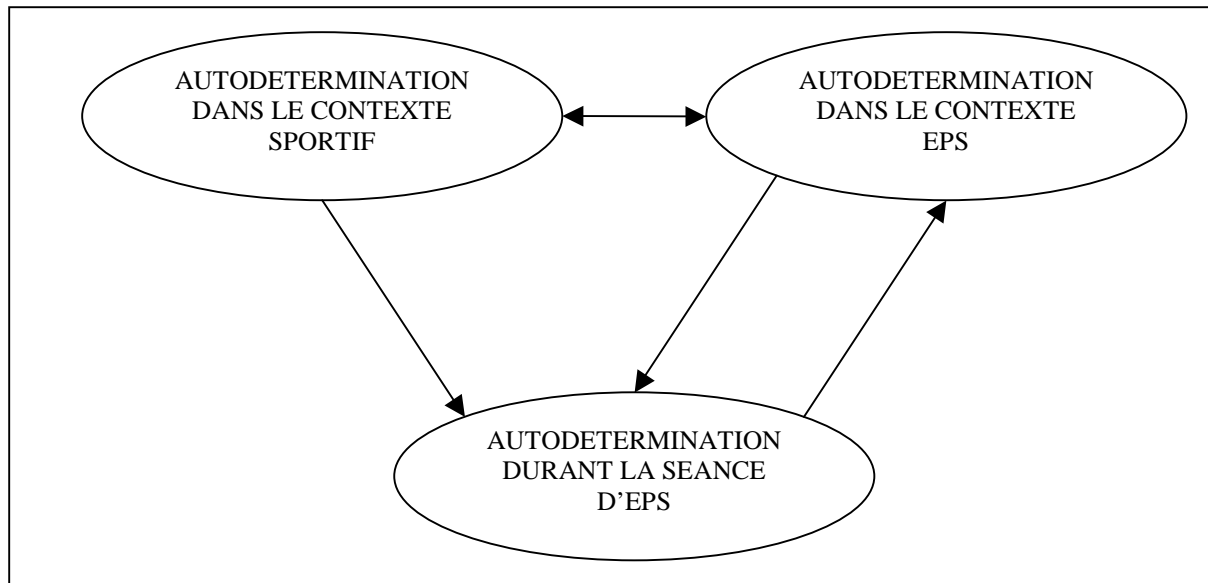 AUTODETERMINATION
DANS LE CONTEXTE
SPORTIF
AUTODETERMINATION
DANS LE CONTEXTE
EPS
AUTODETERMINATION
DURANT LA SEANCE
D’EPS